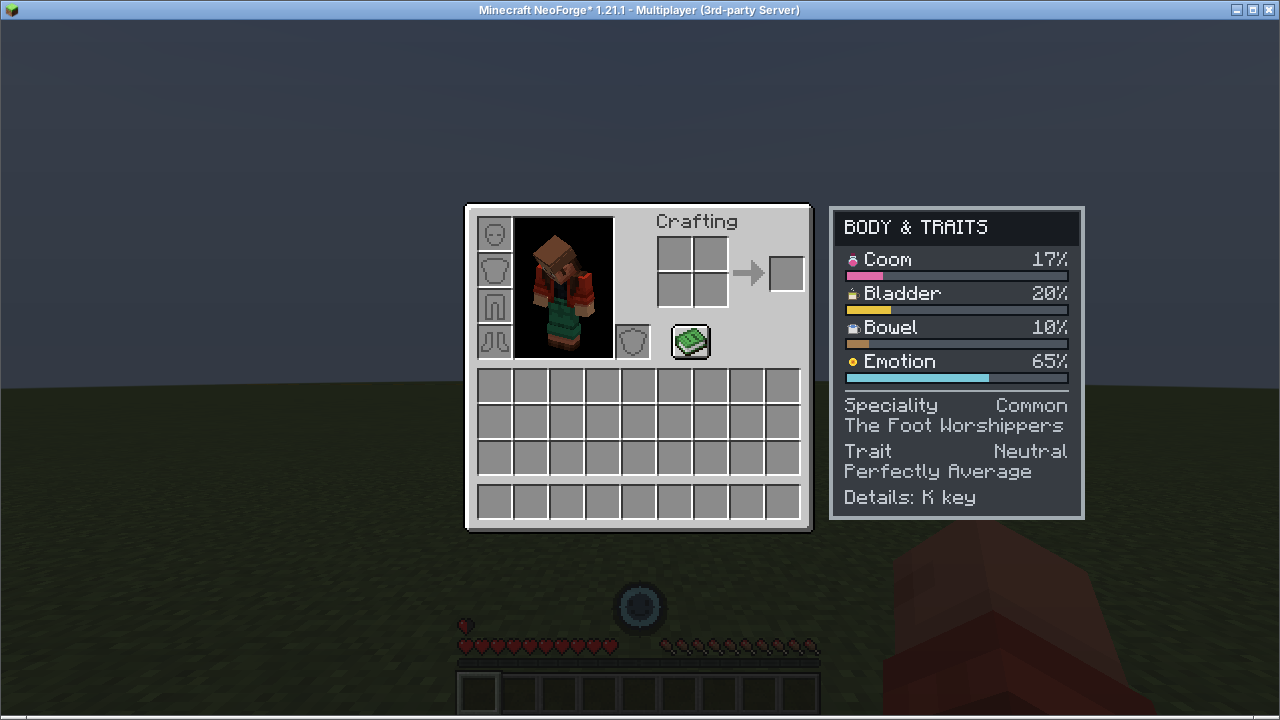 Minecraft NeoForge* 1.21.1 - Multiplayer (3rd-party Server)
Crafting
BODY & TRAITS
Coom 17%
Bladder 20%
Bowel 10%
Emotion 65%
Speciality Common
The Foot Worshippers
Trait Neutral
Perfectly Average
Details: K key